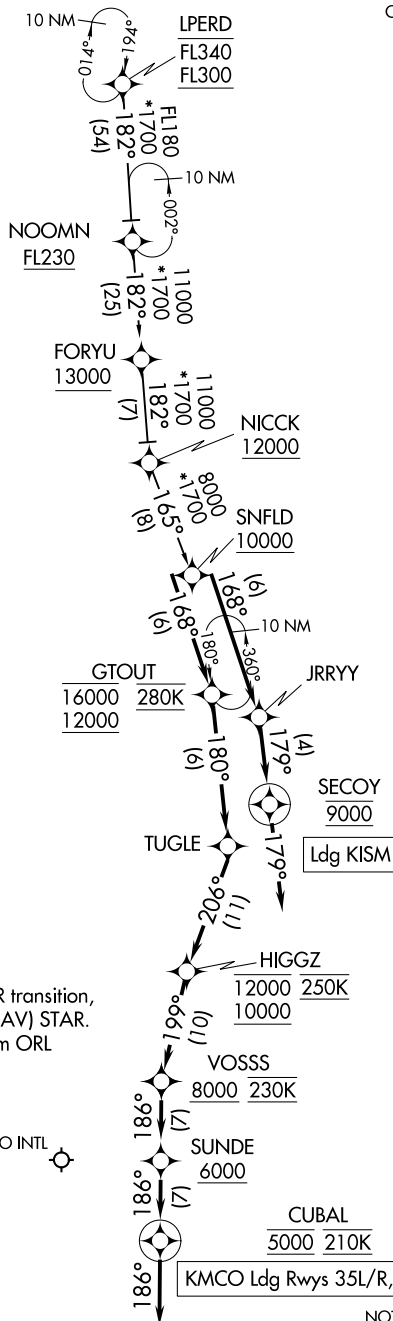 10 NM
014°
194°
LPERD
FL340
FL300
FL180
*1700
182°
(54)
10 NM
002°
NOOMN
FL230
11000
*1700
182°
(25)
FORYU
13000
11000
*1700
182°
(7)
NICCK
12000
8000
*1700
165°
(8)
SNFLD
10000
168°
(6)
168°
(6)
10 NM
180°
360°
GTOUT
16000 280K
12000
JRRYY
179°
(4)
180°
(6)
SECOY
9000
179°
Ldg KISM
TUGLE
206°
(11)
HIGGZ
12000 250K
10000
R transition,
AV) STAR.
m ORL
199°
(10)
VOSSS
8000 230K
186°
(7)
SUNDE
6000
O INTL
186°
(7)
CUBAL
5000 210K
KMCO Ldg Rwys 35L/R,
186°
NOT